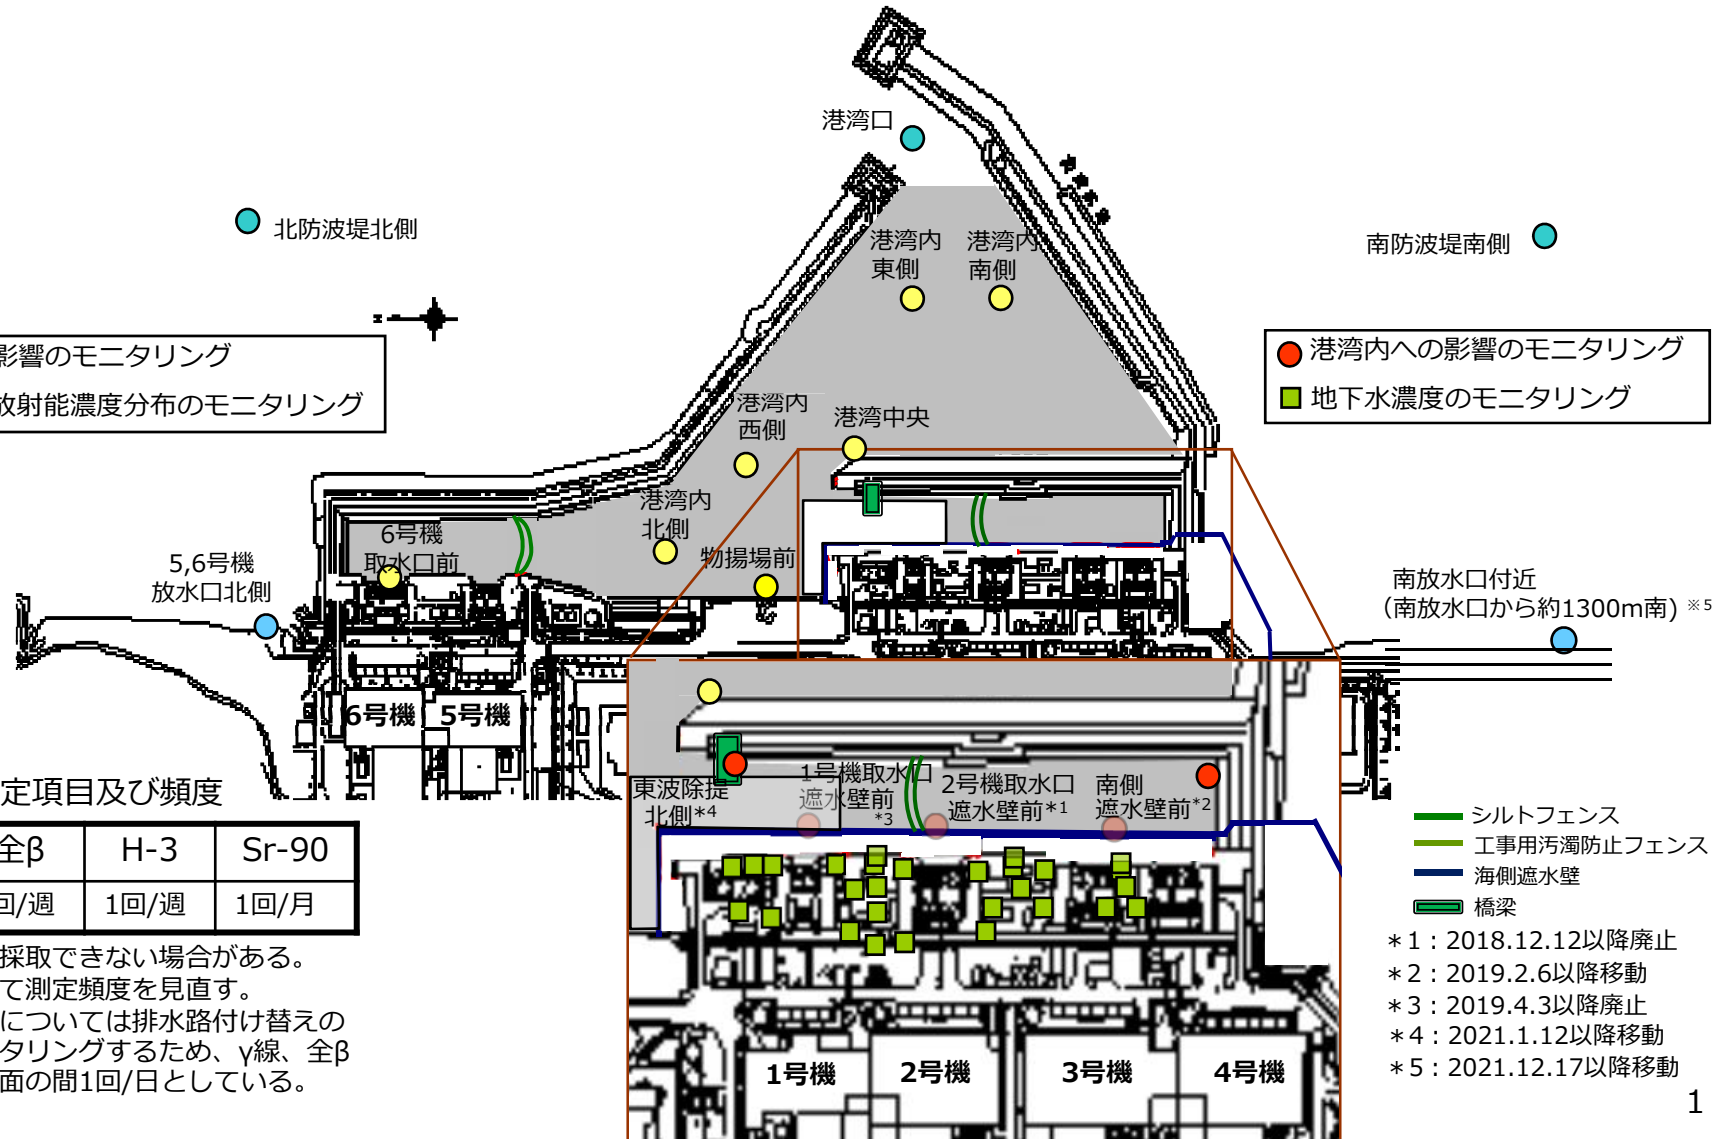 港湾口
北防波堤北側
南防波堤南側
港湾内
東側
港湾内
南側
影響のモニタリング
放射能濃度分布のモニタリング
港湾内への影響のモニタリング
地下水濃度のモニタリング
港湾内
西側
港湾中央
港湾内
北側
物揚場前
6号機
取水口前
5,6号機
放水口北側
南放水口付近
(南放水口から約1300m南) ※5
6号機
5号機
定項目及び頻度
全β H-3 Sr-90
回/週 1回/週 1回/月
採取できない場合がある。
て測定頻度を見直す。
については排水路付け替えの
タリングするため、γ線、全β
面の間1回/日としている。
東波除提
北側*4
1号機取水口
遮水壁前
*3
2号機取水口
遮水壁前*1
南側
遮水壁前*2
1号機
2号機
3号機
4号機
シルトフェンス
工事用汚濁防止フェンス
海側遮水壁
橋梁
*1：2018.12.12以降廃止
*2：2019.2.6以降移動
*3：2019.4.3以降廃止
*4：2021.1.12以降移動
*5：2021.12.17以降移動
1